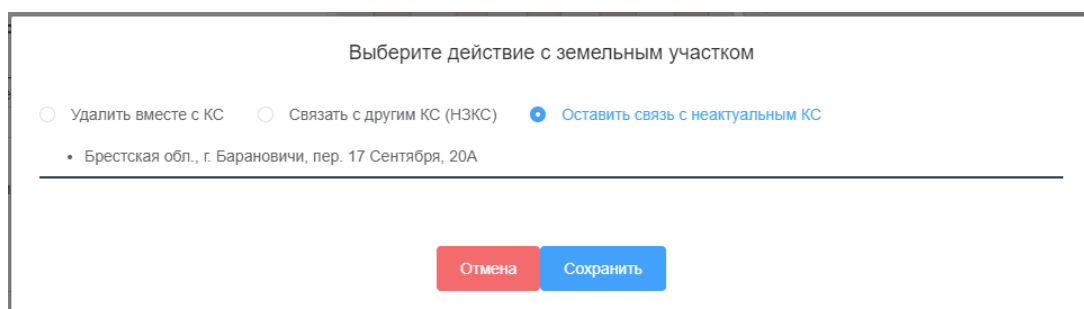 Выберите действие с земельным участком
Удалить вместе с КС Связать с другим КС (НЗКС) Оставить связь с неактуальным КС
• Брестская обл., г. Барановичи, пер. 17 Сентября, 20А
Отмена Сохранить